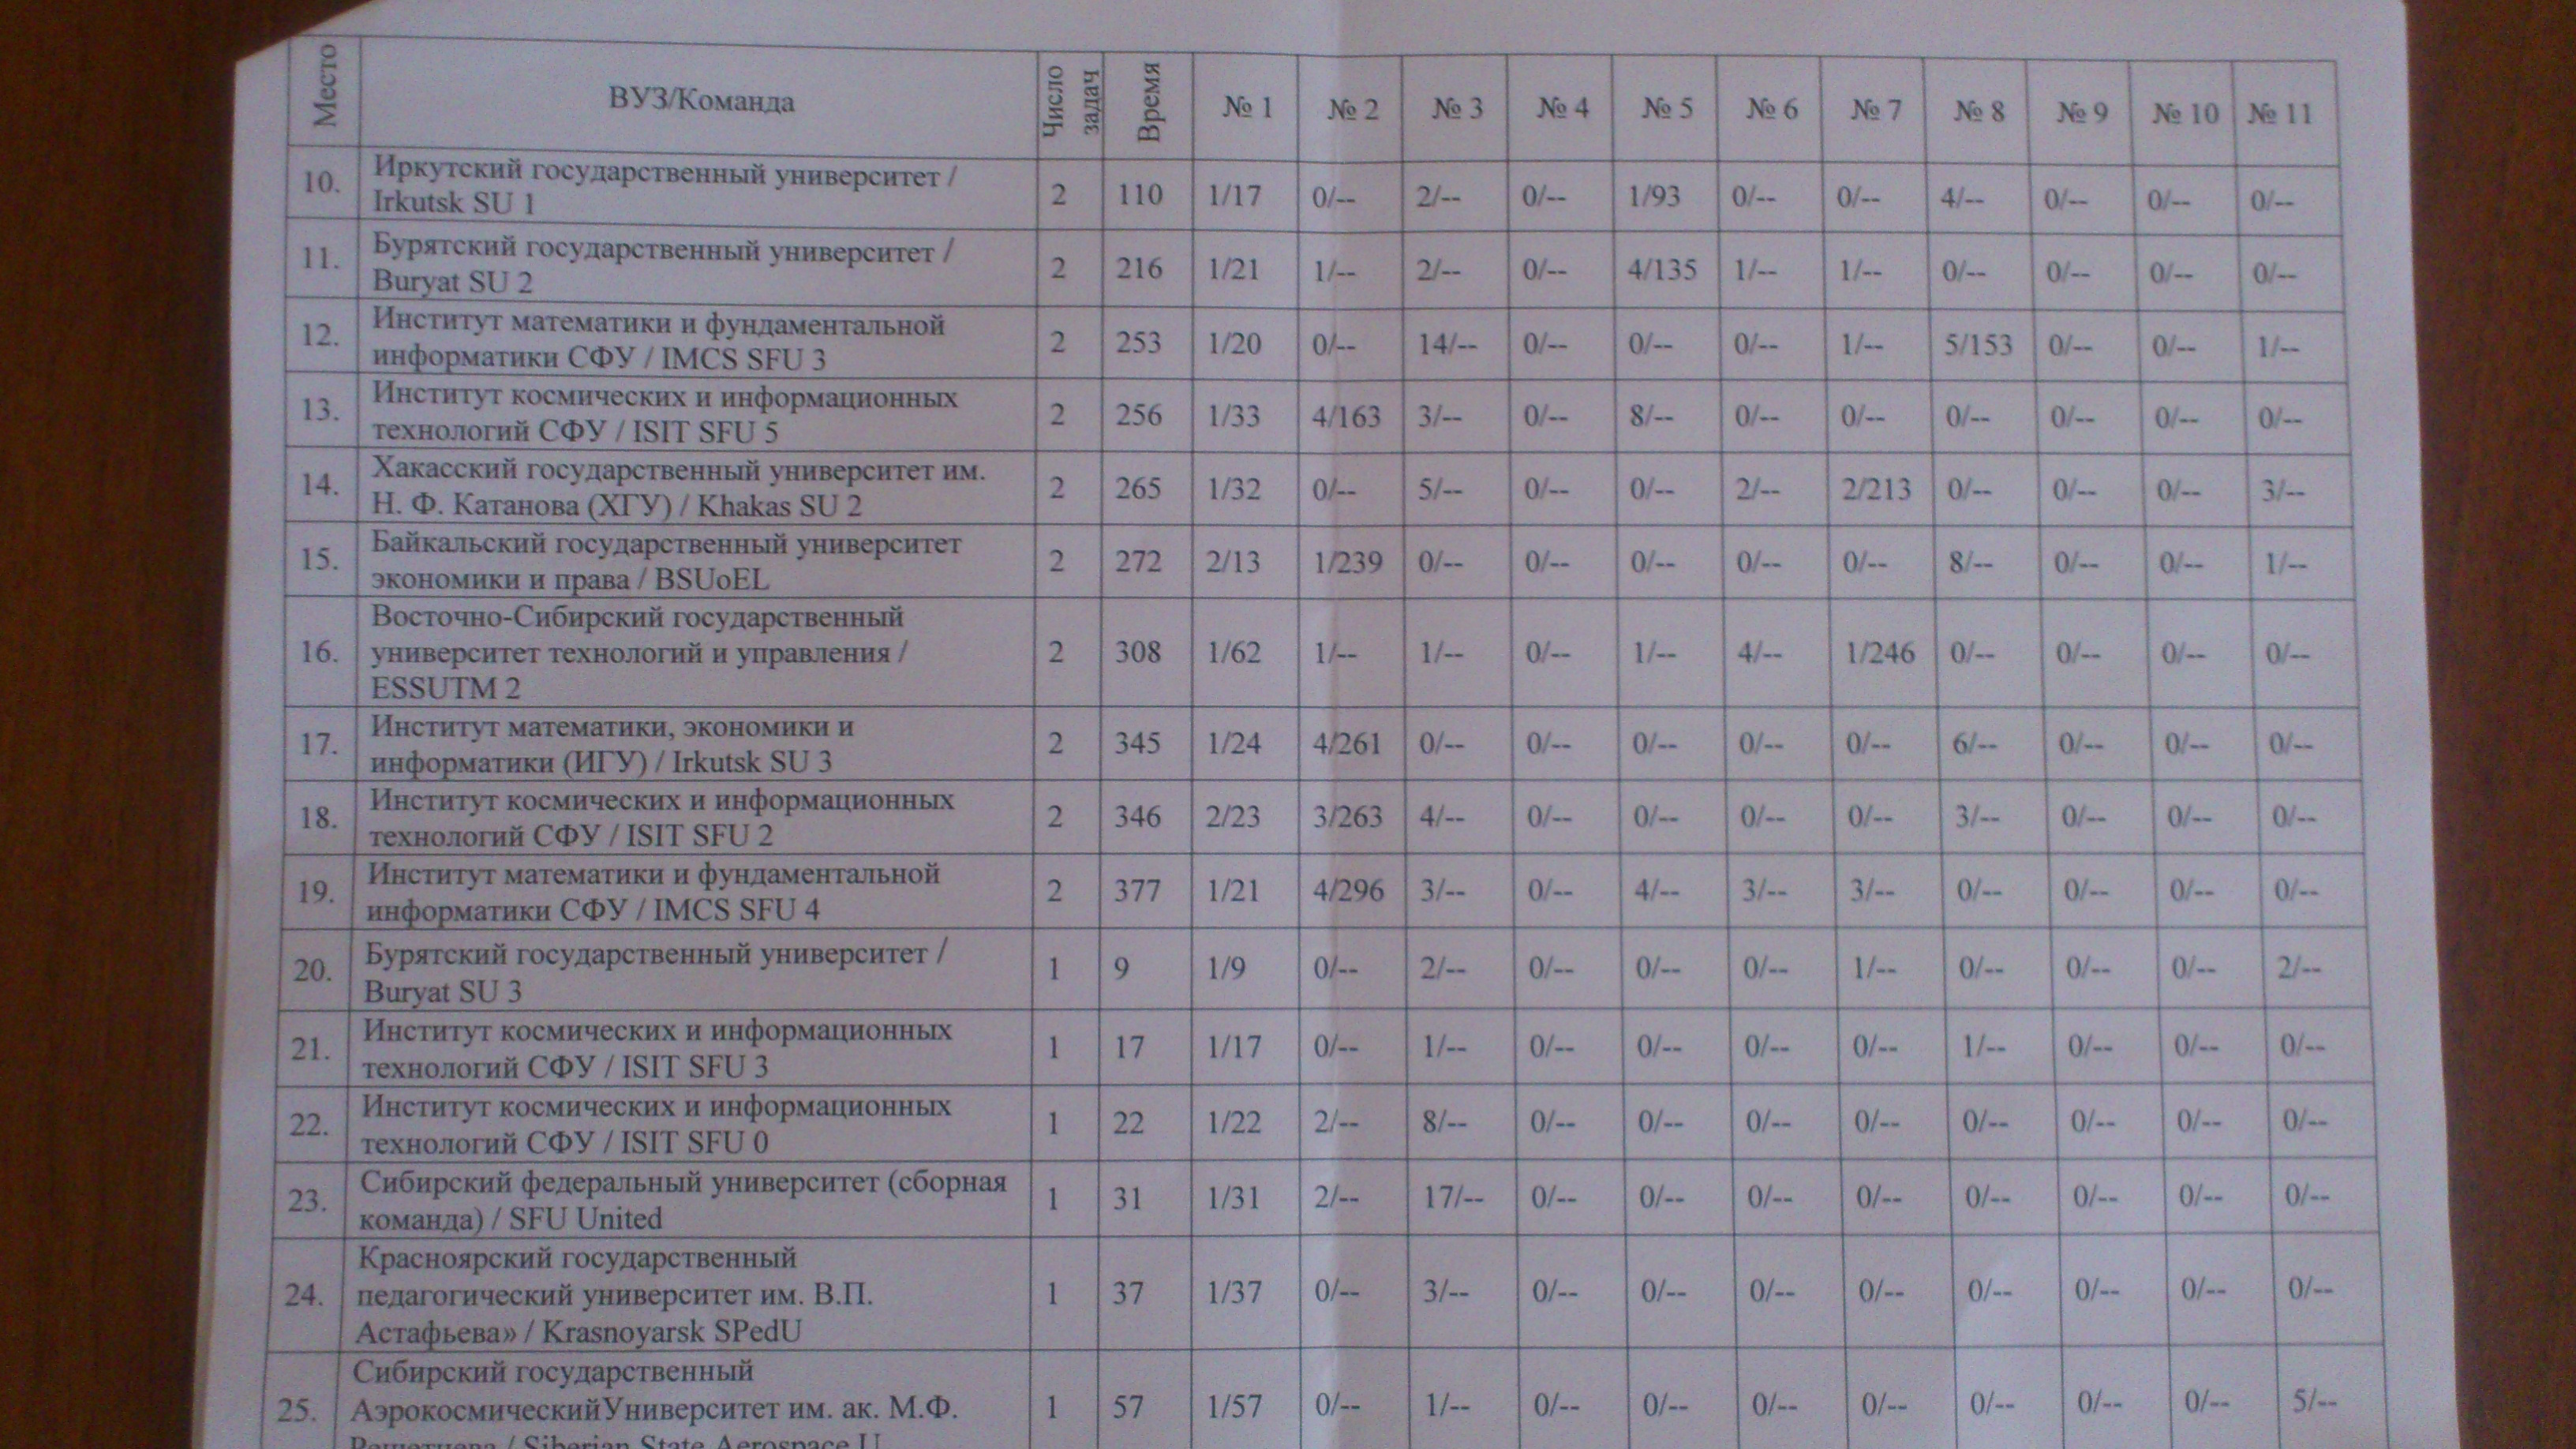 Место ВУЗ/Команда Число задач Время № 1 № 2 № 3 № 4 № 5 № 6 № 7 № 8 № 9 № 10 № 11
10. Иркутский государственный университет /
Irkutsk SU 1 2 110 1/17 0/-- 2/-- 0/-- 1/93 0/-- 0/-- 4/-- 0/-- 0/-- 0/--
11. Бурятский государственный университет /
Buryat SU 2 2 216 1/21 1/-- 2/-- 0/-- 4/135 1/-- 1/-- 0/-- 0/-- 0/-- 0/--
12. Институт математики и фундаментальной
информатики СФУ / IMCS SFU 3 2 253 1/20 0/-- 14/-- 0/-- 0/-- 0/-- 1/-- 5/153 0/-- 0/-- 1/--
13. Институт космических и информационных
технологий СФУ / ISIT SFU 5 2 256 1/33 4/163 3/-- 0/-- 8/-- 0/-- 0/-- 0/-- 0/-- 0/-- 0/--
14. Хакасский государственный университет им.
Н. Ф. Катанова (ХГУ) / Khakas SU 2 2 265 1/32 0/-- 5/-- 0/-- 0/-- 2/-- 2/213 0/-- 0/-- 0/-- 3/--
15. Байкальский государственный университет
экономики и права / BSUoEL 2 272 2/13 1/239 0/-- 0/-- 0/-- 0/-- 0/-- 8/-- 0/-- 0/-- 1/--
Восточно-Сибирский государственный
16. университет технологий и управления / 2 308 1/62 1/-- 1/-- 0/-- 1/-- 4/-- 1/246 0/-- 0/-- 0/-- 0/--
ESSUTM 2
17. Институт математики, экономики и
информатики (ИГУ) / Irkutsk SU 3 2 345 1/24 4/261 0/-- 0/-- 0/-- 0/-- 0/-- 6/-- 0/-- 0/-- 0/--
18. Институт космических и информационных
технологий СФУ / ISIT SFU 2 2 346 2/23 3/263 4/-- 0/-- 0/-- 0/-- 0/-- 3/-- 0/-- 0/-- 0/--
19. Институт математики и фундаментальной
информатики СФУ / IMCS SFU 4 2 377 1/21 4/296 3/-- 0/-- 4/-- 3/-- 3/-- 0/-- 0/-- 0/-- 0/--
20. Бурятский государственный университет /
Buryat SU 3 1 9 1/9 0/-- 2/-- 0/-- 0/-- 0/-- 1/-- 0/-- 0/-- 0/-- 2/--
21. Институт космических и информационных
технологий СФУ / ISIT SFU 3 1 17 1/17 0/-- 1/-- 0/-- 0/-- 0/-- 0/-- 1/-- 0/-- 0/-- 0/--
22. Институт космических и информационных
технологий СФУ / ISIT SFU 0 1 22 1/22 2/-- 8/-- 0/-- 0/-- 0/-- 0/-- 0/-- 0/-- 0/-- 0/--
23. Сибирский федеральный университет (сборная
команда) / SFU United 1 31 1/31 2/-- 17/-- 0/-- 0/-- 0/-- 0/-- 0/-- 0/-- 0/-- 0/--
Красноярский государственный
24. педагогический университет им. В.П. 1 37 1/37 0/-- 3/-- 0/-- 0/-- 0/-- 0/-- 0/-- 0/-- 0/-- 0/--
Астафьева» / Krasnoyarsk SPedU
Сибирский государственный
25. АэрокосмическийУниверситет им. ак. М.Ф. 1 57 1/57 0/-- 1/-- 0/-- 0/-- 0/-- 0/-- 0/-- 0/-- 0/-- 5/--
Решетнева / Siberian State Aerospace U